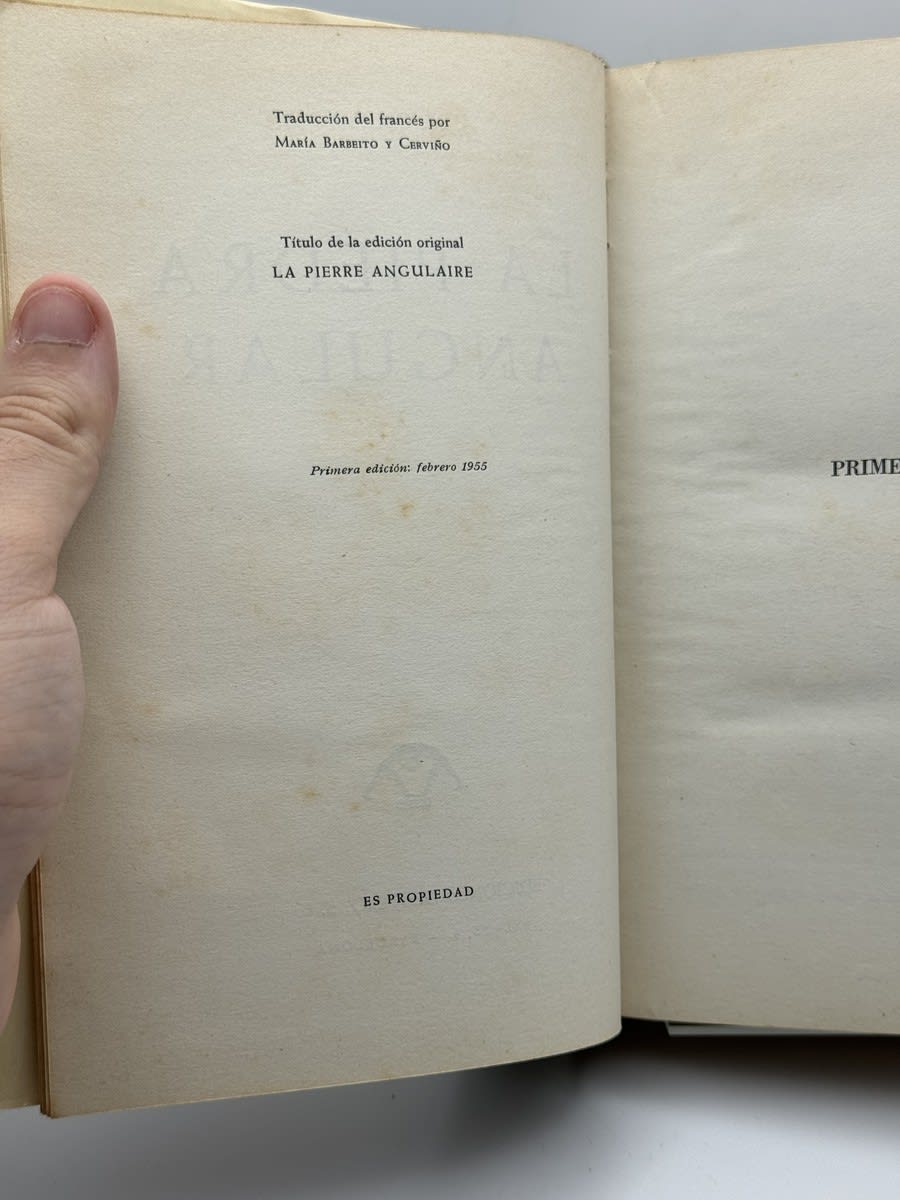 Traducción del francés por
María Barbeito y Cerviño
Título de la edición original
LA PIERRE ANGULAIRE
Primera edición: febrero 1955
ES PROPIEDAD
PRIME